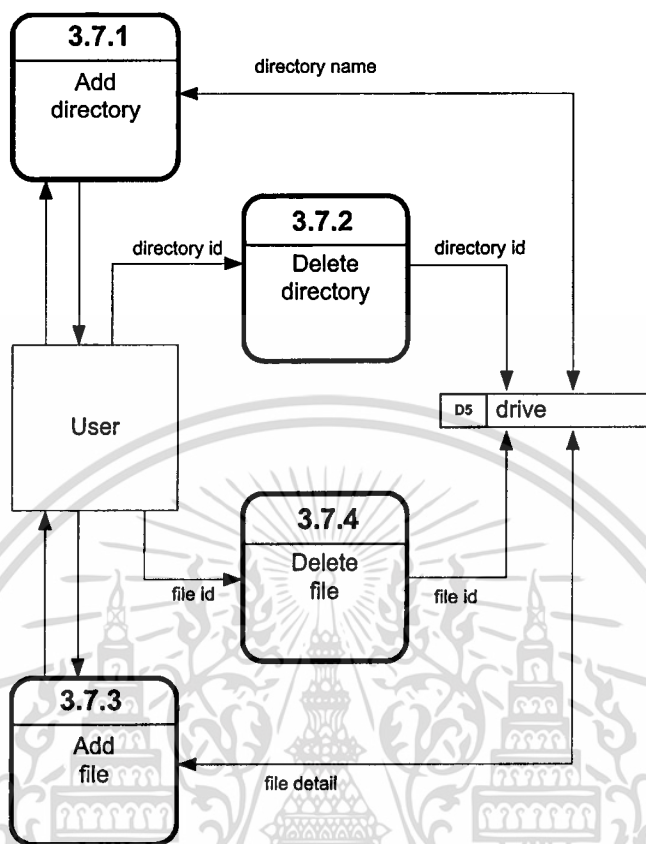 3.7.1
Add
directory
directory name
3.7.2
Delete
directory
directory id
directory id
User
D5 drive
3.7.4
Delete
file
file id
file id
3.7.3
Add
file
file detail